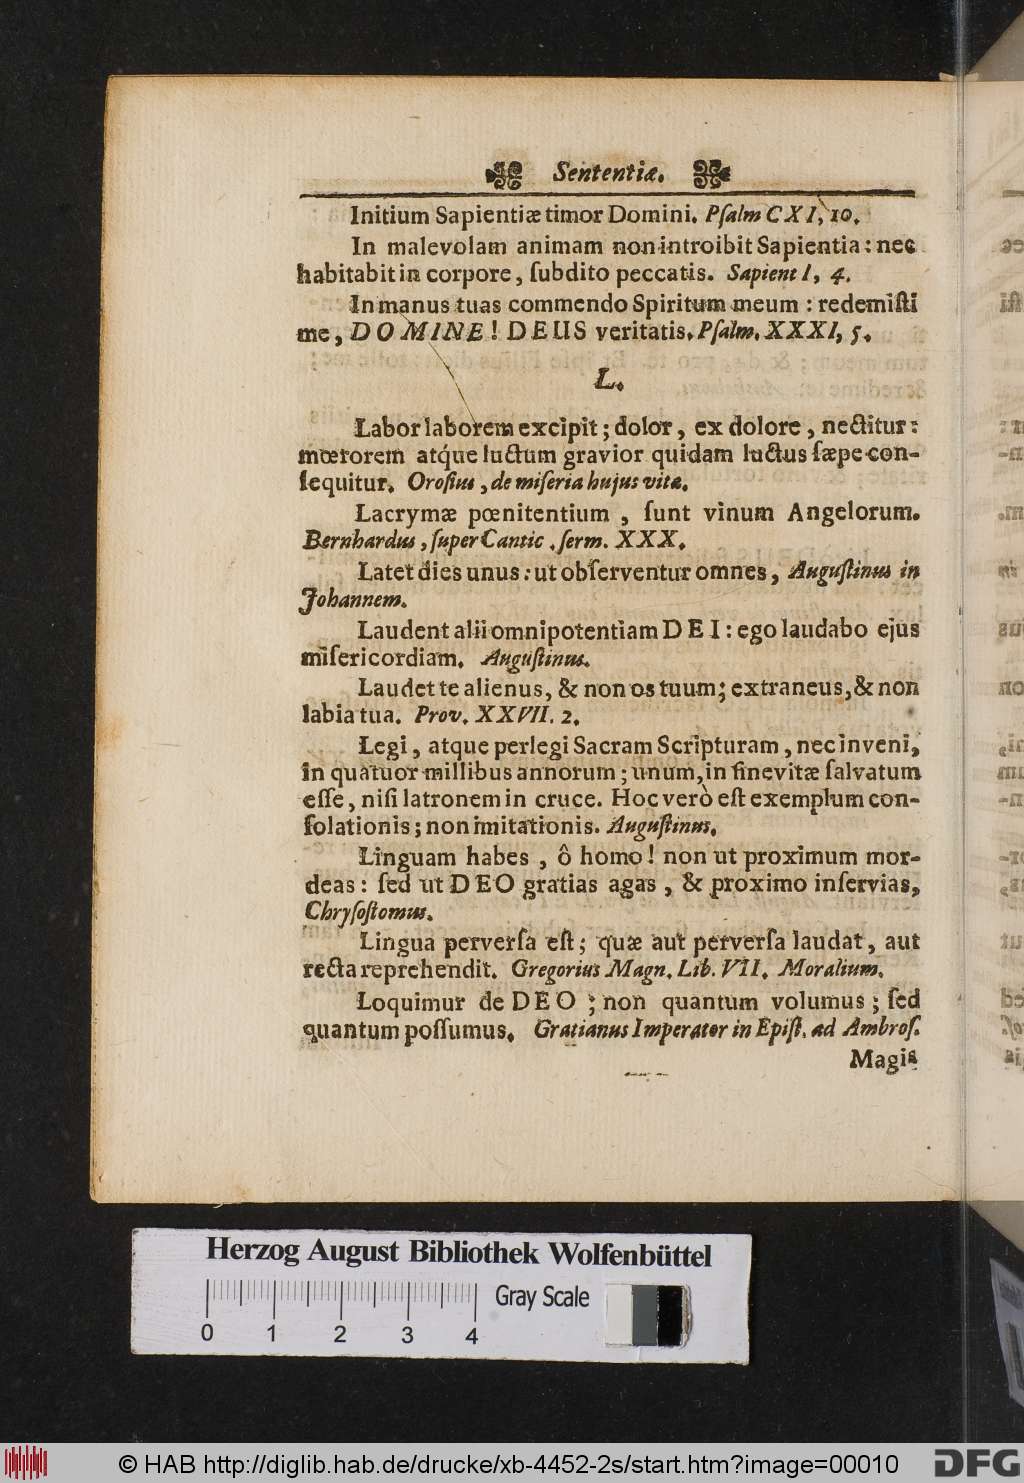 Sententiæ.
Initium Sapientiæ timor Domini. Pſalm CXI, 10.
In malevolam animam non introibit Sapientia: nec
habitabit in corpore, ſubdito peccatis. Sapient I, 4.
In manus tuas commendo Spiritum meum : redemiſti
me, DOMINE! DEUS veritatis. Pſalm. XXXI, 5.
L.
Labor laborem excipit; dolor, ex dolore, nectitur:
mœrorem atq́ue luctum gravior quidam luctus ſæpe con-
ſequitur. Oroſius, de miſeria hujus vitæ.
Lacrymæ pœnitentium, ſunt vinum Angelorum.
Bernhardus, ſuper Cantic. ſerm. XXX.
Latet dies unus: ut obſerventur omnes, Auguſtinus in
Johannem.
Laudent alii omnipotentiam DEI: ego laudabo ejus
miſericordiam. Auguſtinus.
Laudet te alienus, & non os tuum; extraneus, & non
labia tua. Prov. XXVII. 2.
Legi, atque perlegi Sacram Scripturam, nec inveni,
in quatuor millibus annorum; unum, in fine vitæ ſalvatum
eſſe, niſi latronem in cruce. Hoc verò eſt exemplum con-
ſolationis; non imitationis. Auguſtinus.
Linguam habes, ô homo! non ut proximum mor-
deas: ſed ut DEO gratias agas, & proximo inſervias,
Chryſoſtomus.
Lingua perverſa eſt; quæ aut perverſa laudat, aut
recta reprehendit. Gregorius Magn. Lib. VII. Moralium.
Loquimur de DEO; non quantum volumus; ſed
quantum poſſumus. Gratianus Imperator in Epiſt. ad Ambroſ.
Magis
Herzog August Bibliothek Wolfenbüttel
Gray Scale
0 1 2 3 4
© HAB http://diglib.hab.de/drucke/xb-4452-2s/start.htm?image=00010
DFG